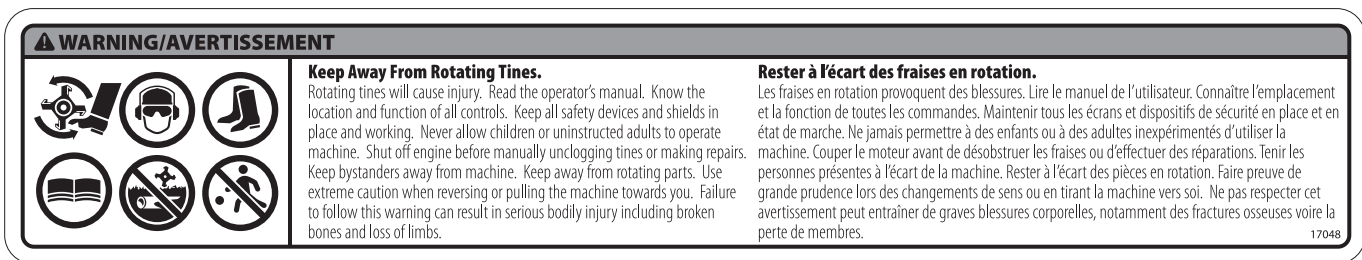 WARNING/AVERTISSEMENT
Keep Away From Rotating Tines.
Rotating tines will cause injury. Read the operator's manual. Know the
location and function of all controls. Keep all safety devices and shields in
place and working. Never allow children or uninstructed adults to operate
machine. Shut off engine before manually unclogging tines or making repairs.
Keep bystanders away from machine. Keep away from rotating parts. Use
extreme caution when reversing or pulling the machine towards you. Failure
to follow this warning can result in serious bodily injury including broken
bones and loss of limbs.
Rester à l'écart des fraises en rotation.
Les fraises en rotation provoquent des blessures. Lire le manuel de l'utilisateur. Connaître l'emplacement
et la fonction de toutes les commandes. Maintenir tous les écrans et dispositifs de sécurité en place et en
état de marche. Ne jamais permettre à des enfants ou à des adultes inexpérimentés d'utiliser la
machine. Couper le moteur avant de désobstruer les fraises ou d'effectuer des réparations. Tenir les
personnes présentes à l'écart de la machine. Rester à l'écart des pièces en rotation. Faire preuve de
grande prudence lors des changements de sens ou en tirant la machine vers soi. Ne pas respecter cet
avertissement peut entraîner de graves blessures corporelles, notamment des fractures osseuses voire la
perte de membres.
17048